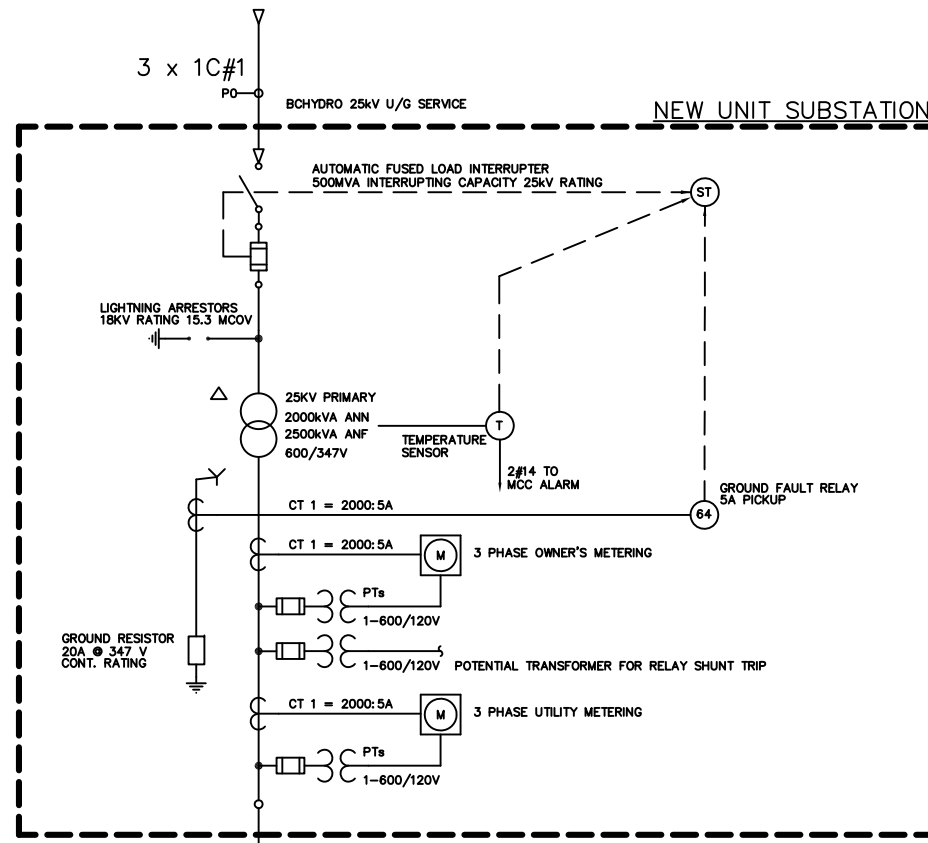 3 x 1C#1
PO
BCHYDRO 25kV U/G SERVICE
NEW UNIT SUBSTATION
AUTOMATIC FUSED LOAD INTERRUPTER
500MVA INTERRUPTING CAPACITY 25kV RATING
ST
LIGHTNING ARRESTORS
18KV RATING 15.3 MCOV
25KV PRIMARY
2000kVA ANN
2500kVA ANF
600/347V
T
TEMPERATURE
SENSOR
2#14 TO
MCC ALARM
GROUND FAULT RELAY
5A PICKUP
64
CT 1 = 2000:5A
CT 1 = 2000:5A
M
3 PHASE OWNER'S METERING
PTs
1-600/120V
GROUND RESISTOR
20A @ 347 V
CONT. RATING
1-600/120V
POTENTIAL TRANSFORMER FOR RELAY SHUNT TRIP
CT 1 = 2000:5A
M
3 PHASE UTILITY METERING
PTs
1-600/120V